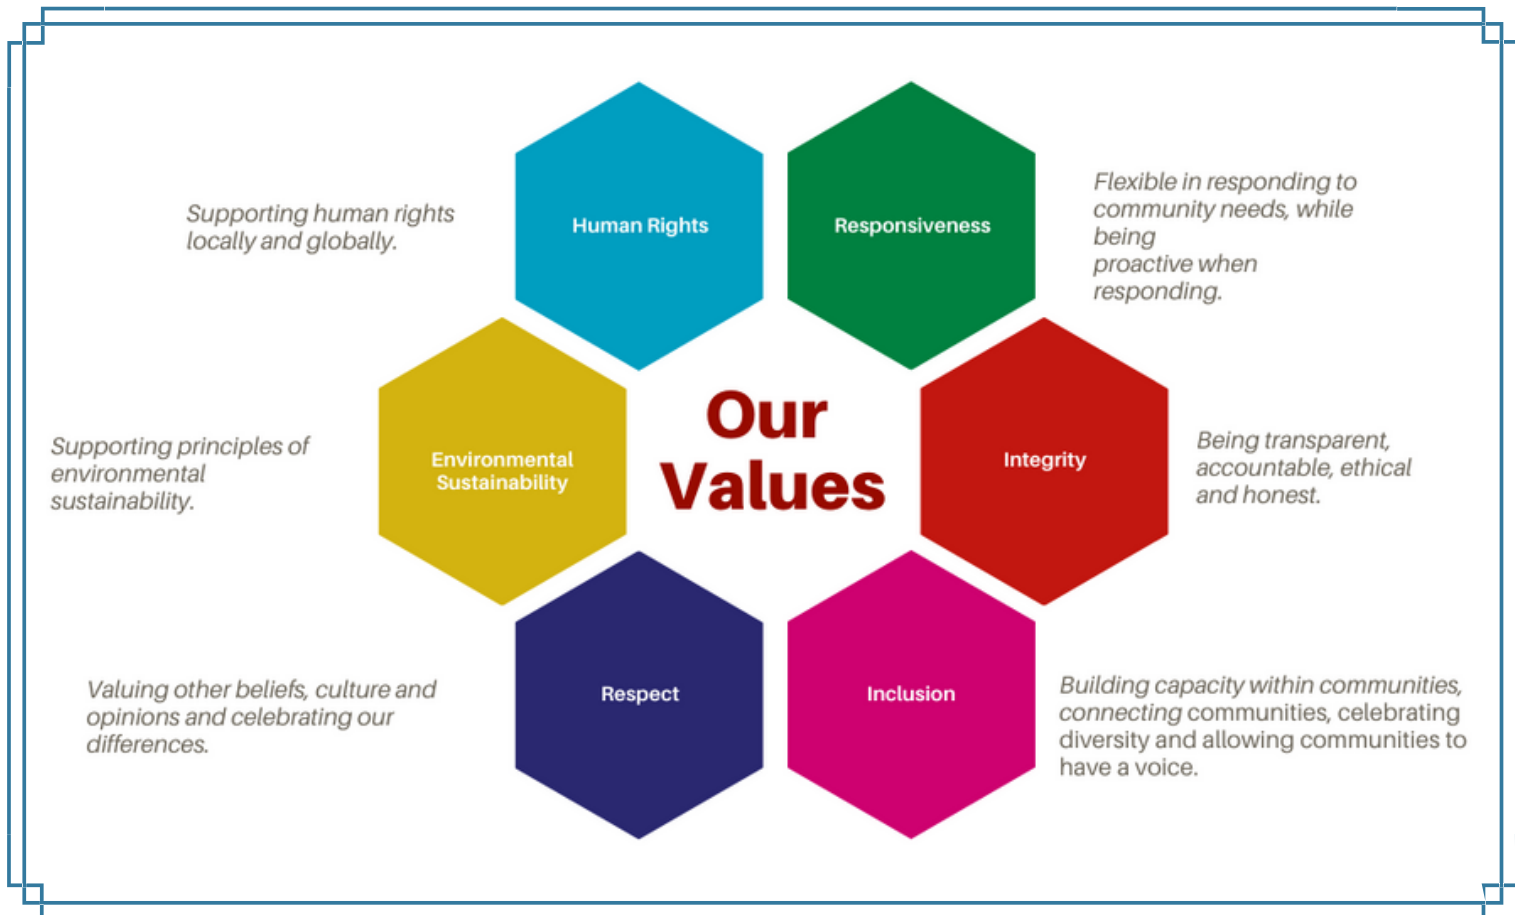 Supporting human rights
locally and globally.
Human Rights
Responsiveness
Flexible in responding to
community needs, while
being
proactive when
responding.
Supporting principles of
environmental
sustainability.
Environmental
Sustainability
Our
Values
Integrity
Being transparent,
accountable, ethical
and honest.
Valuing other beliefs, culture and
opinions and celebrating our
differences.
Respect
Inclusion
Building capacity within communities,
connecting communities, celebrating
diversity and allowing communities to
have a voice.